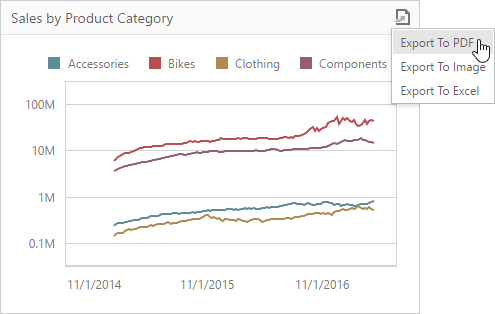 Sales by Product Category
Export To PDF
Export To Image
Export To Excel
Accessories Bikes Clothing Components
100M
10M
1M
0.1M
11/1/2014 11/1/2015 11/1/2016